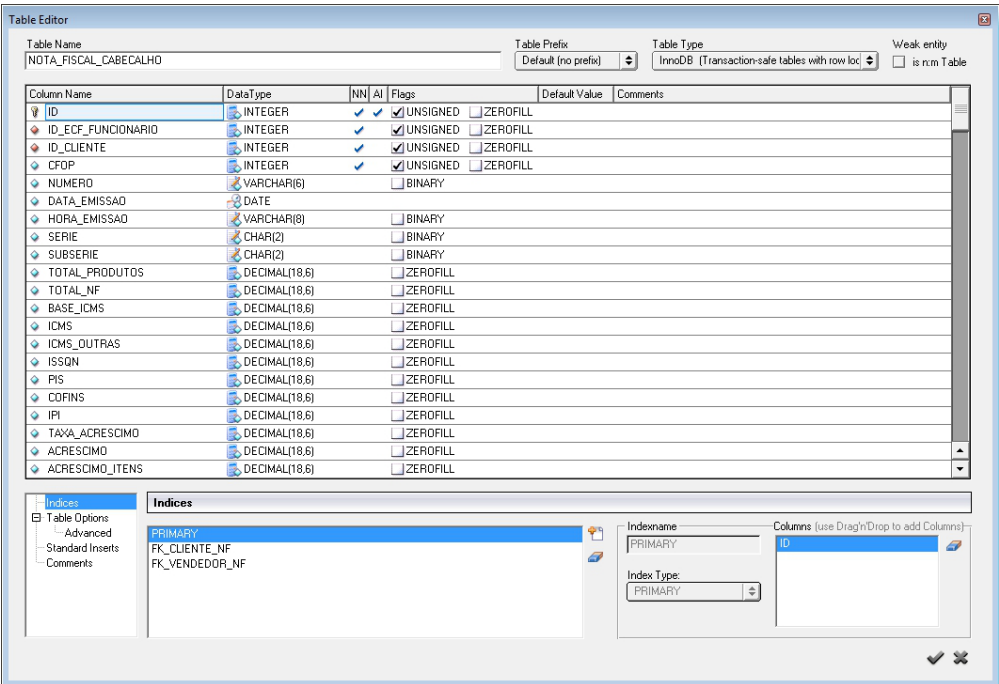 Table Editor
Table Name Table Prefix Table Type Weak entity
NOTA_FISCAL_CABECALHO Default (no prefix) InnoDB (Transaction-safe tables with row loc is n:m Table
Column Name DataType NN AI Flags Default Value Comments
ID INTEGER UNSIGNED ZEROFILL
ID_ECF_FUNCIONARIO INTEGER UNSIGNED ZEROFILL
ID_CLIENTE INTEGER UNSIGNED ZEROFILL
CFOP INTEGER UNSIGNED ZEROFILL
NUMERO VARCHAR(6) BINARY
DATA_EMISSAO DATE
HORA_EMISSAO VARCHAR(8) BINARY
SERIE CHAR(2) BINARY
SUBSERIE CHAR(2) BINARY
TOTAL_PRODUTOS DECIMAL(18,6) ZEROFILL
TOTAL_NF DECIMAL(18,6) ZEROFILL
BASE_ICMS DECIMAL(18,6) ZEROFILL
ICMS DECIMAL(18,6) ZEROFILL
ICMS_OUTRAS DECIMAL(18,6) ZEROFILL
ISSQN DECIMAL(18,6) ZEROFILL
PIS DECIMAL(18,6) ZEROFILL
COFINS DECIMAL(18,6) ZEROFILL
IPI DECIMAL(18,6) ZEROFILL
TAXA_ACRESCIMO DECIMAL(18,6) ZEROFILL
ACRESCIMO DECIMAL(18,6) ZEROFILL
ACRESCIMO_ITENS DECIMAL(18,6) ZEROFILL
Indices
Table Options
Advanced
Standard Inserts
Comments
Indices
PRIMARY
FK_CLIENTE_NF
FK_VENDEDOR_NF
Indexname
PRIMARY
Index Type:
PRIMARY
Columns (use Drag'n'Drop to add Columns)
ID